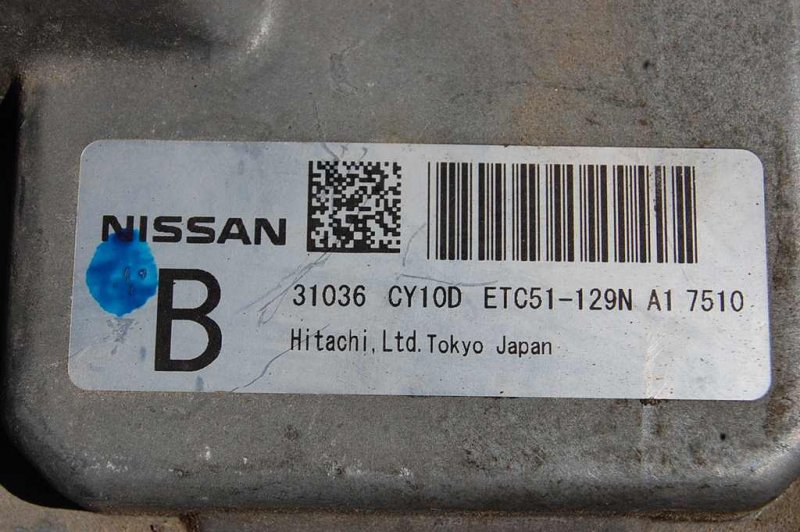 NISSAN
B
31036 CY10D ETC51-129N A1 7510
Hitachi,Ltd.Tokyo Japan